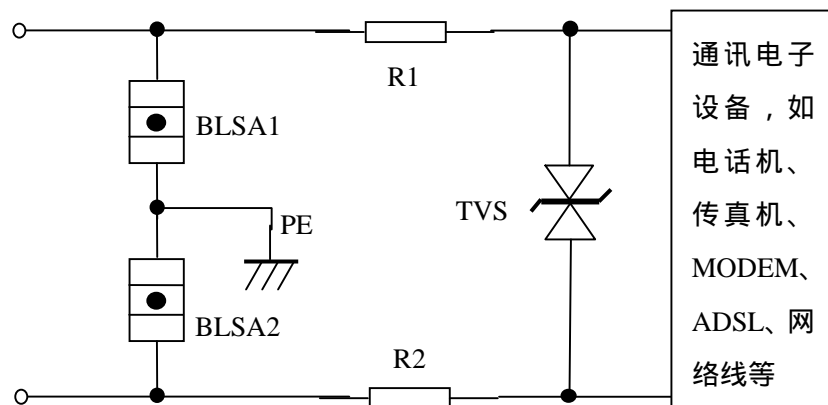 R1
BLSA1
PE
BLSA2
R2
TVS
通讯电子
设备，如
电话机、
传真机、
MODEM、
ADSL、网
络线等